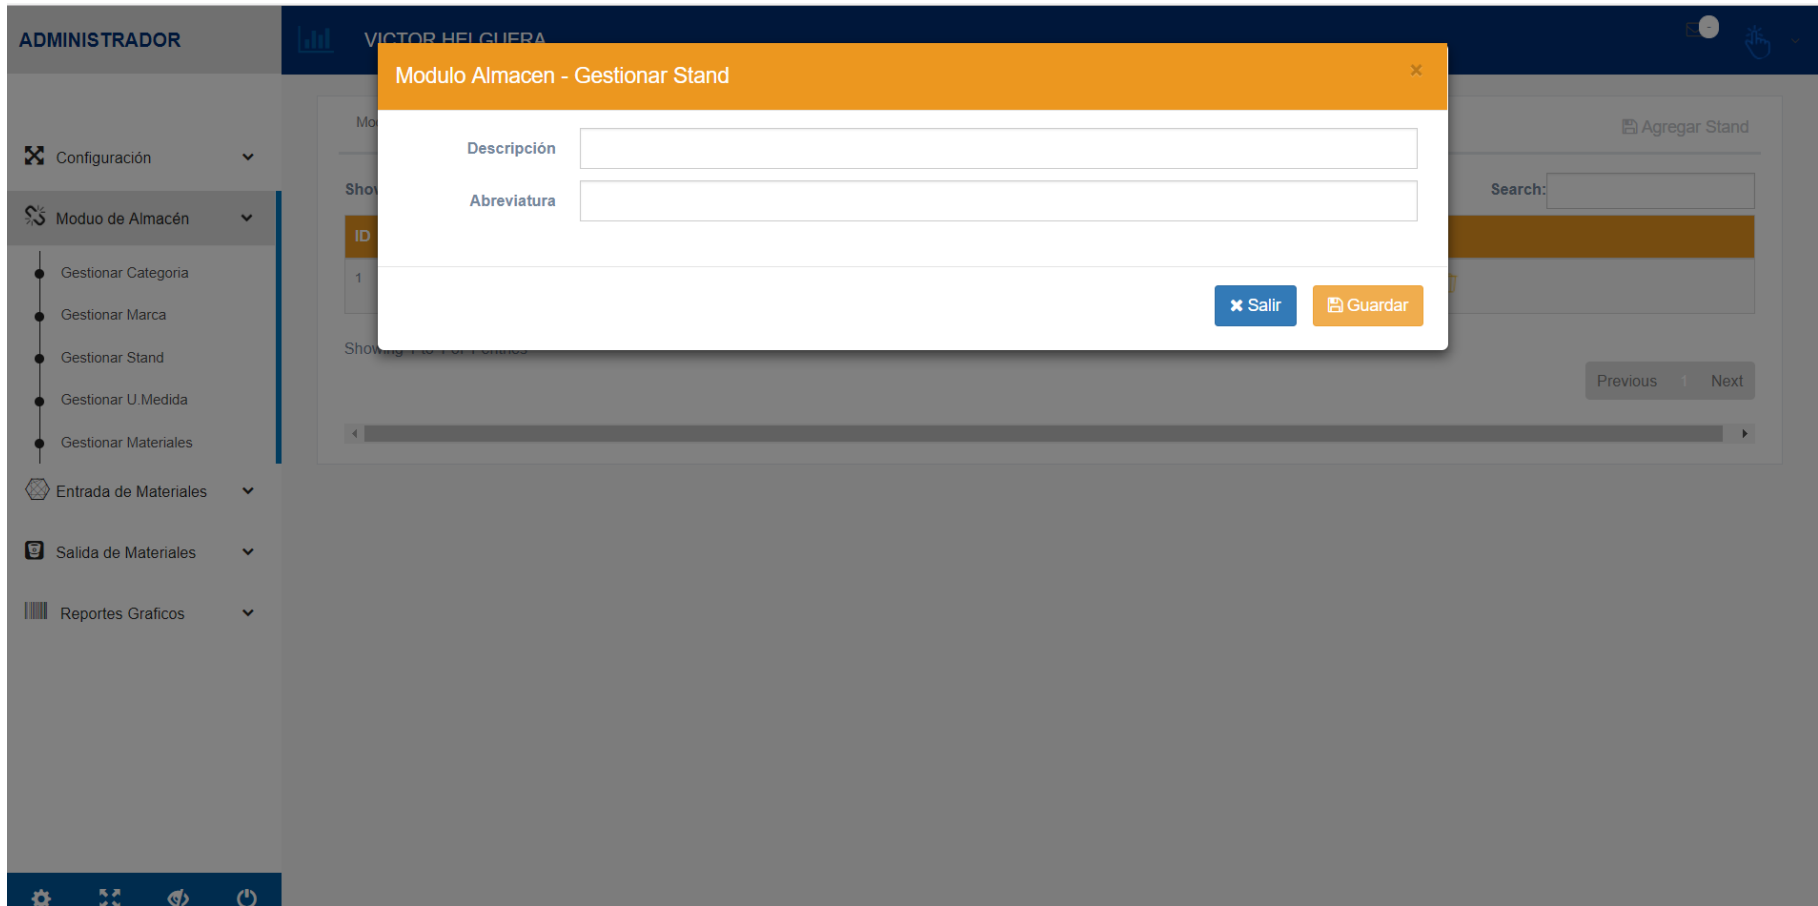 ADMINISTRADOR
VICTOR HELGUERA
Modulo Almacen - Gestionar Stand
×
Descripción
Abreviatura
Salir
Guardar
Agregar Stand
Search:
ID
1
Previous 1 Next
Configuración
Moduo de Almacén
Gestionar Categoria
Gestionar Marca
Gestionar Stand
Gestionar U.Medida
Gestionar Materiales
Entrada de Materiales
Salida de Materiales
Reportes Graficos